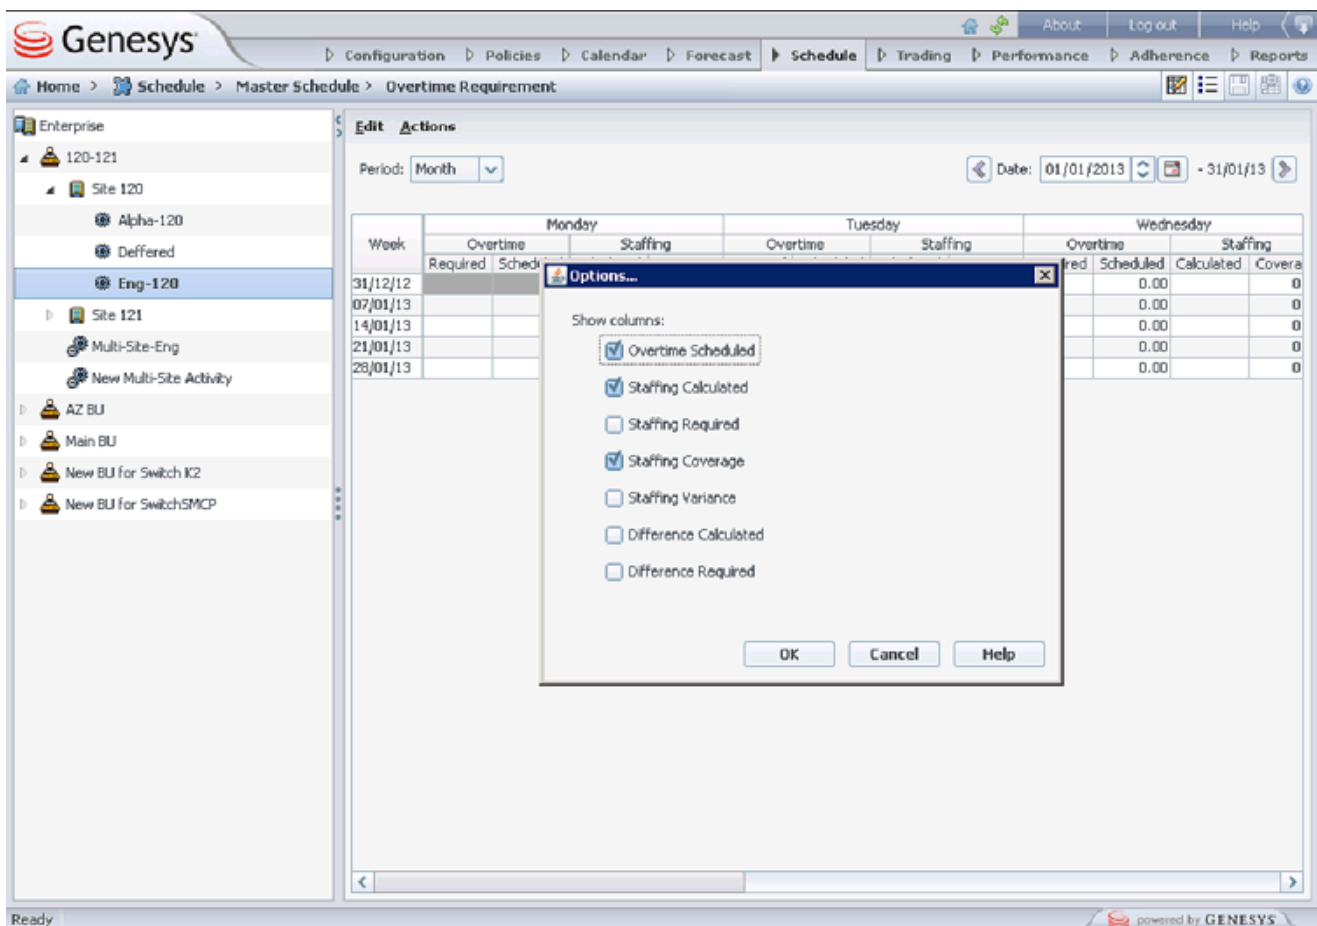 Genesys
About Log out Help
Configuration Policies Calendar Forecast Schedule Trading Performance Adherence Reports
Home > Schedule > Master Schedule > Overtime Requirement
Enterprise
120-121
Site 120
Alpha-120
Deffered
Eng-120
Site 121
Multi-Site-Eng
New Multi-Site Activity
AZ BU
Main BU
New BU for Switch K2
New BU for SwitchSMCP
Edit Actions
Period: Month Date: 01/01/2013 - 31/01/13
Monday Tuesday Wednesday
Week Overtime Staffing Overtime Staffing Overtime Staffing
Required Sched red Scheduled Calculated Covera
31/12/12 0.00 0
07/01/13 0.00 0
14/01/13 0.00 0
21/01/13 0.00 0
28/01/13 0.00 0
Options...
Show columns:
Overtime Scheduled
Staffing Calculated
Staffing Required
Staffing Coverage
Staffing Variance
Difference Calculated
Difference Required
OK Cancel Help
Ready
powered by GENESYS